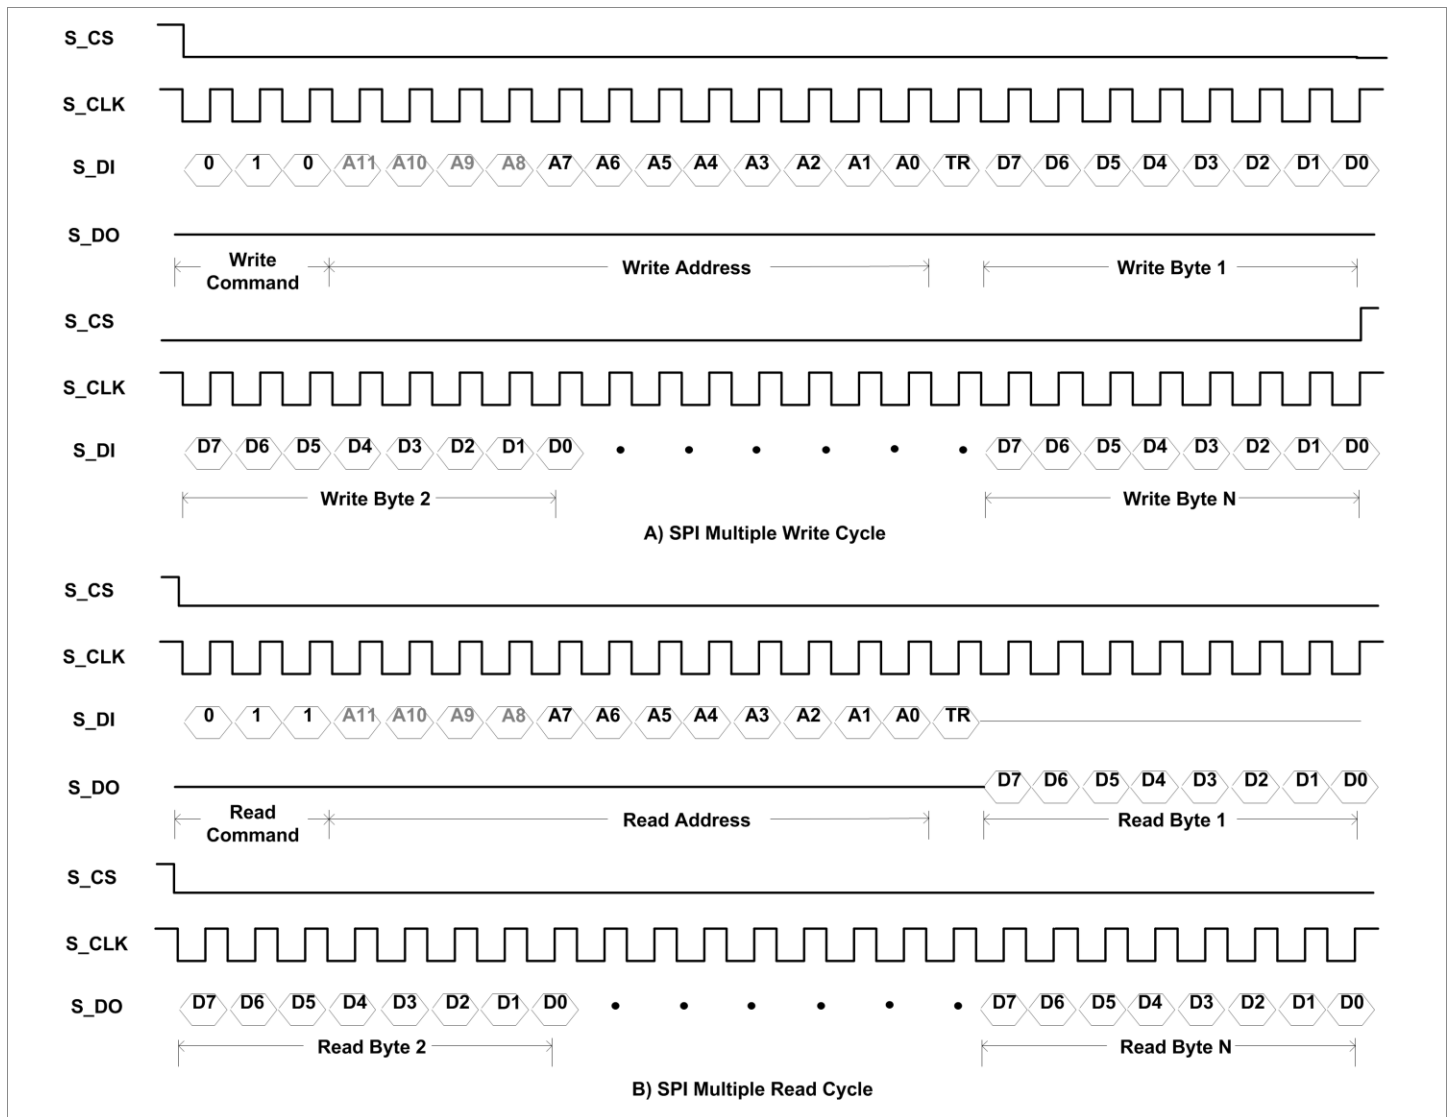 S_CS
S_CLK
S_DI 0 1 0 A11 A10 A9 A8 A7 A6 A5 A4 A3 A2 A1 A0 TR D7 D6 D5 D4 D3 D2 D1 D0
S_DO
Write Command Write Address Write Byte 1
S_CS
S_CLK
S_DI D7 D6 D5 D4 D3 D2 D1 D0 • • • • • • D7 D6 D5 D4 D3 D2 D1 D0
Write Byte 2 Write Byte N
A) SPI Multiple Write Cycle
S_CS
S_CLK
S_DI 0 1 1 A11 A10 A9 A8 A7 A6 A5 A4 A3 A2 A1 A0 TR
S_DO D7 D6 D5 D4 D3 D2 D1 D0
Read Command Read Address Read Byte 1
S_CS
S_CLK
S_DO D7 D6 D5 D4 D3 D2 D1 D0 • • • • • • D7 D6 D5 D4 D3 D2 D1 D0
Read Byte 2 Read Byte N
B) SPI Multiple Read Cycle